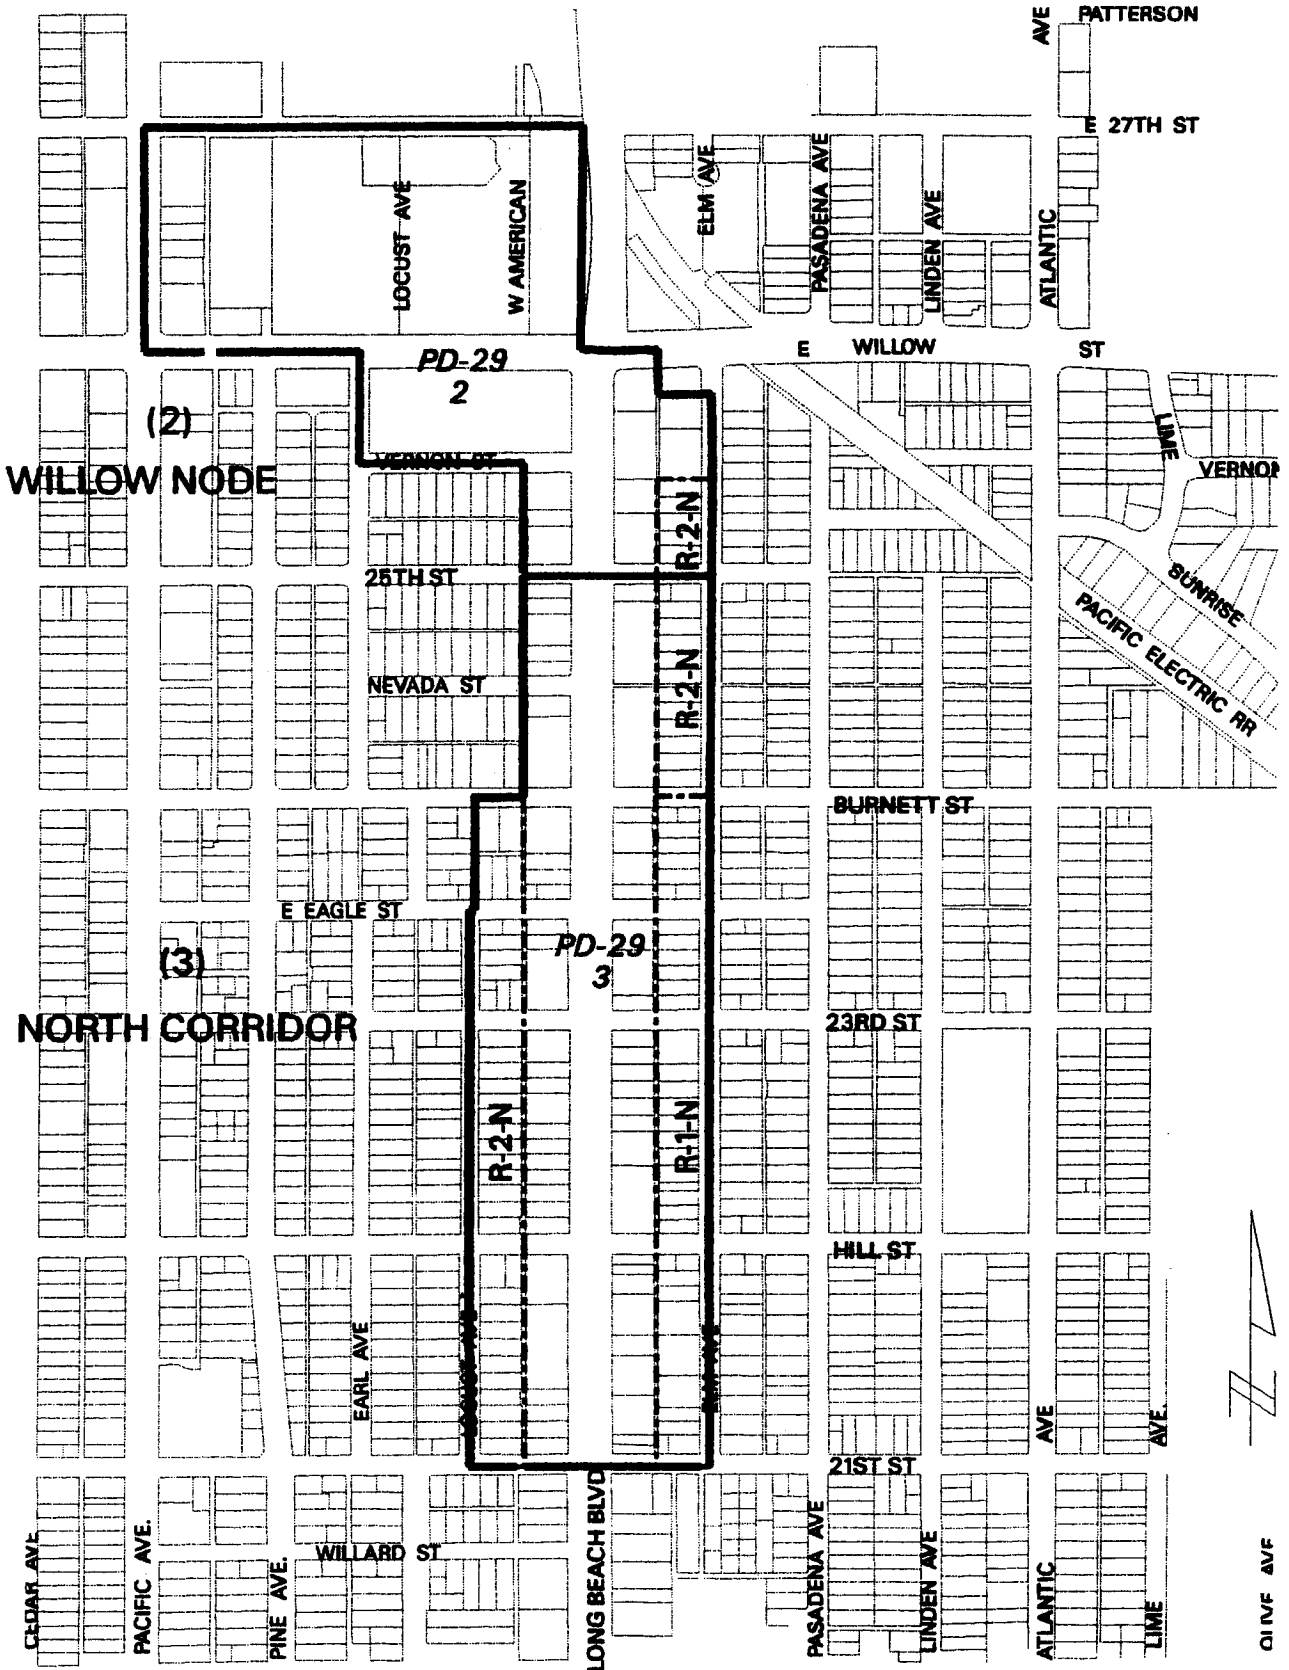 AVE
PATTERSON
E 27TH ST
LOCUST AVE
W AMERICAN
ELM AVE
PASADENA AVE
LINDEN AVE
ATLANTIC
E WILLOW ST
PD-29
2
(2)
WILLOW NODE
VERNON ST
LIME
VERNON
R-2-N
25TH ST
SUNRISE
PACIFIC ELECTRIC RR
R-2-N
NEVADA ST
BURNETT ST
E EAGLE ST
(3)
PD-29
3
NORTH CORRIDOR
23RD ST
R-2-N
R-1-N
HILL ST
EARL AVE
LOCUST AVE
ELM AVE
AVE
AVE.
21ST ST
LONG BEACH BLVD
WILLARD ST
CEDAR AVE
PACIFIC AVE.
PINE AVE.
PASADENA AVE
LINDEN AVE
ATLANTIC
LIME
OLIVE AVE